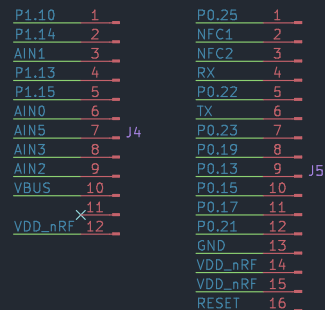 P1.10 1
P1.14 2
AIN1 3
P1.13 4
P1.15 5
AIN0 6
AIN5 7
J4
AIN3 8
AIN2 9
VBUS 10
11
VDD_nRF 12
P0.25 1
NFC1 2
NFC2 3
RX 4
P0.22 5
TX 6
P0.23 7
P0.19 8
P0.13 9
J5
P0.15 10
P0.17 11
P0.21 12
GND 13
VDD_nRF 14
VDD_nRF 15
RESET 16